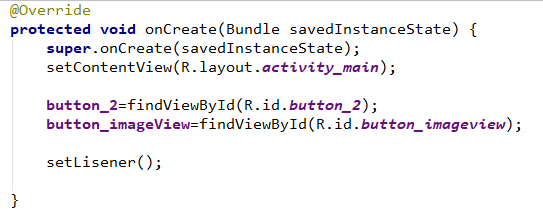 @Override
protected void onCreate(Bundle savedInstanceState) {
super.onCreate(savedInstanceState);
setContentView(R.layout.activity_main);
button_2=findViewById(R.id.button_2);
button_imageView=findViewById(R.id.button_imageview);
setLisener();
}